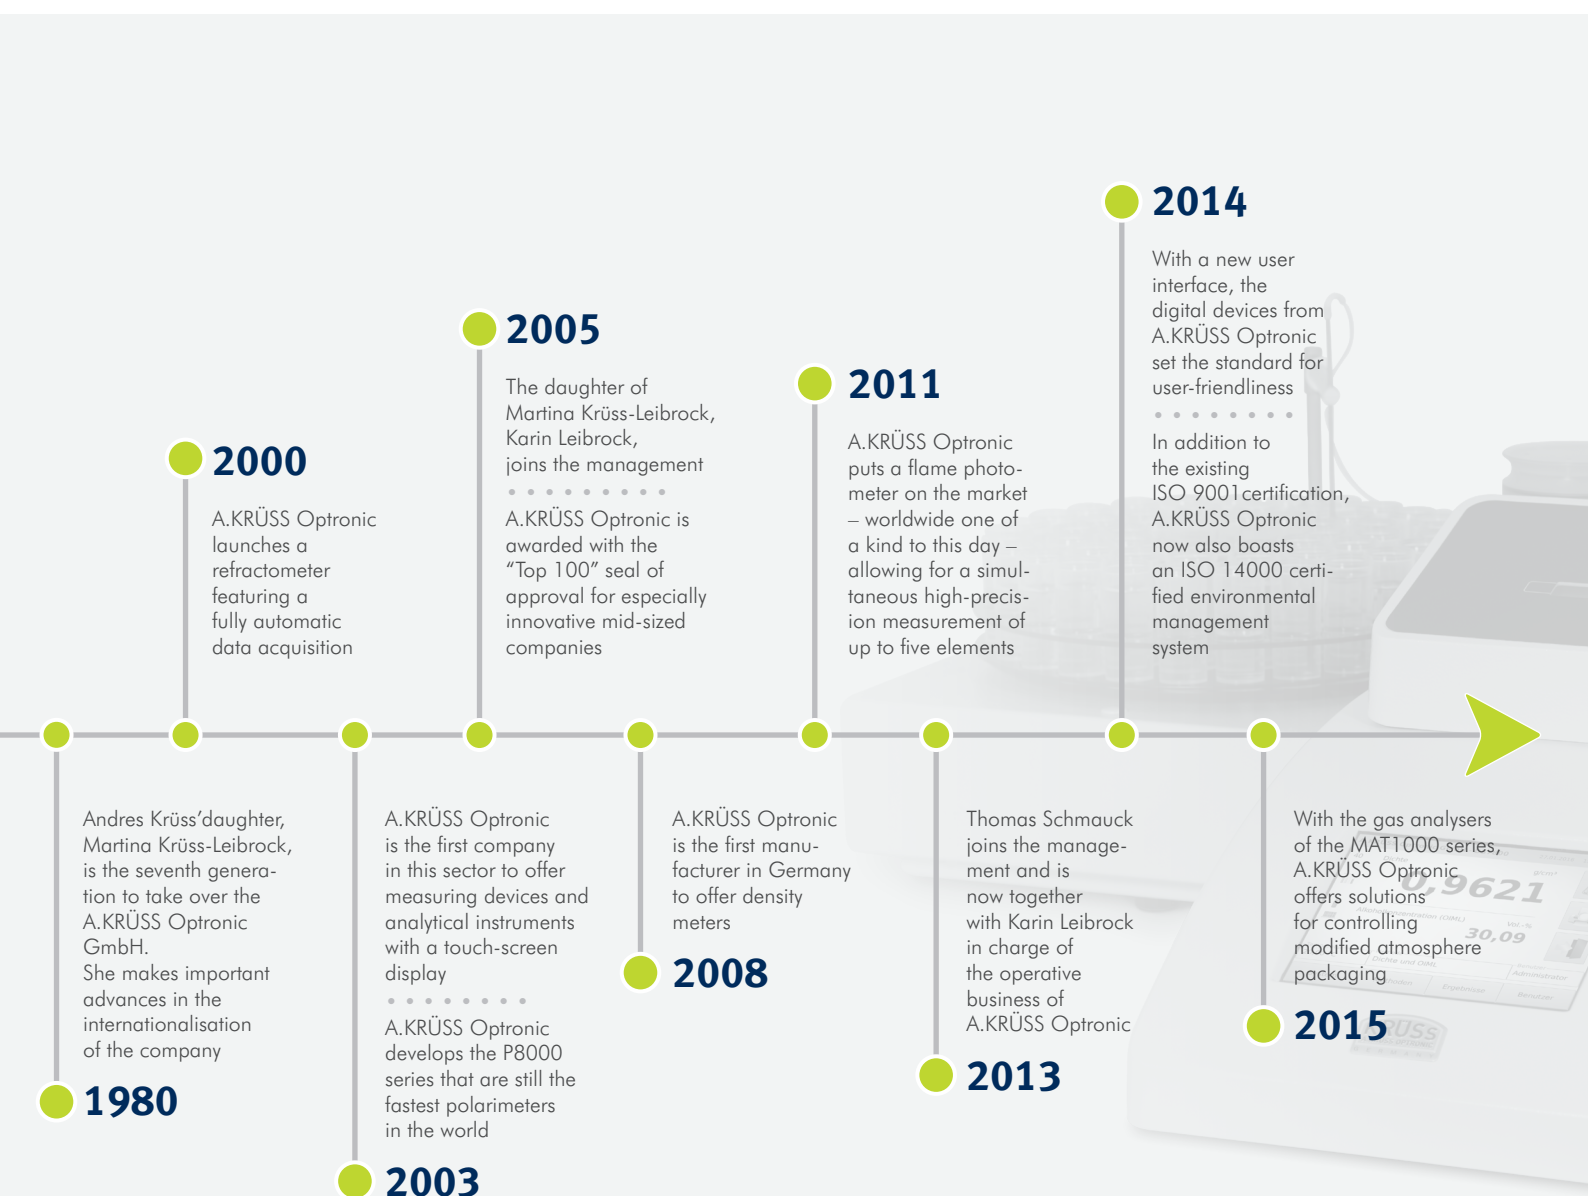 2014
With a new user
interface, the
digital devices from
A.KRÜSS Optronic
set the standard for
user-friendliness
In addition to
the existing
ISO 9001certification,
A.KRÜSS Optronic
now also boasts
an ISO 14000 certi-
fied environmental
management
system
2005
The daughter of
Martina Krüss-Leibrock,
Karin Leibrock,
joins the management
A.KRÜSS Optronic is
awarded with the
“Top 100” seal of
approval for especially
innovative mid-sized
companies
2011
A.KRÜSS Optronic
puts a flame photo-
meter on the market
– worldwide one of
a kind to this day –
allowing for a simul-
taneous high-precis-
ion measurement of
up to five elements
2000
A.KRÜSS Optronic
launches a
refractometer
featuring a
fully automatic
data acquisition
Andres Krüss’daughter,
Martina Krüss-Leibrock,
is the seventh genera-
tion to take over the
A.KRÜSS Optronic
GmbH.
She makes important
advances in the
internationalisation
of the company
1980
A.KRÜSS Optronic
is the first company
in this sector to offer
measuring devices and
analytical instruments
with a touch-screen
display
A.KRÜSS Optronic
develops the P8000
series that are still the
fastest polarimeters
in the world
2003
A.KRÜSS Optronic
is the first manu-
facturer in Germany
to offer density
meters
2008
Thomas Schmauck
joins the manage-
ment and is
now together
with Karin Leibrock
in charge of
the operative
business of
A.KRÜSS Optronic
2013
With the gas analysers
of the MAT1000 series,
A.KRÜSS Optronic
offers solutions
for controlling
modified atmosphere
packaging
2015
0,9621
30,09
Dichte und OIML
Administrator
Ergebnisse
Benutzer
KRÜSS